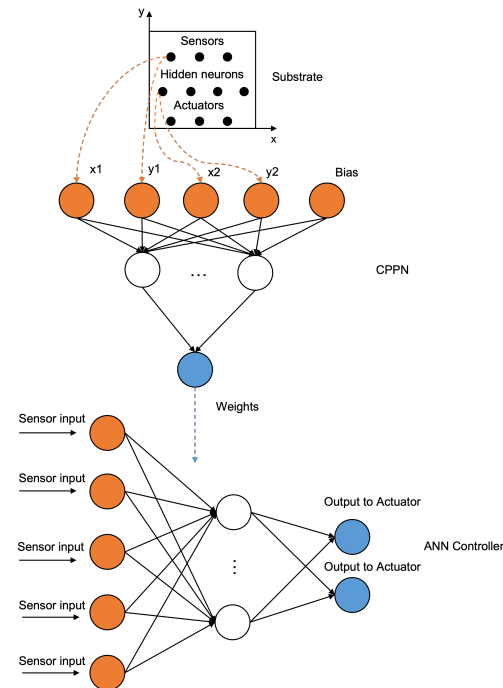 y
Sensors
Hidden neurons
Substrate
Actuators
x
x1
y1
x2
y2
Bias
...
CPPN
Weights
Sensor input
Sensor input
Output to Actuator
Sensor input
ANN Controller
...
Output to Actuator
Sensor input
Sensor input